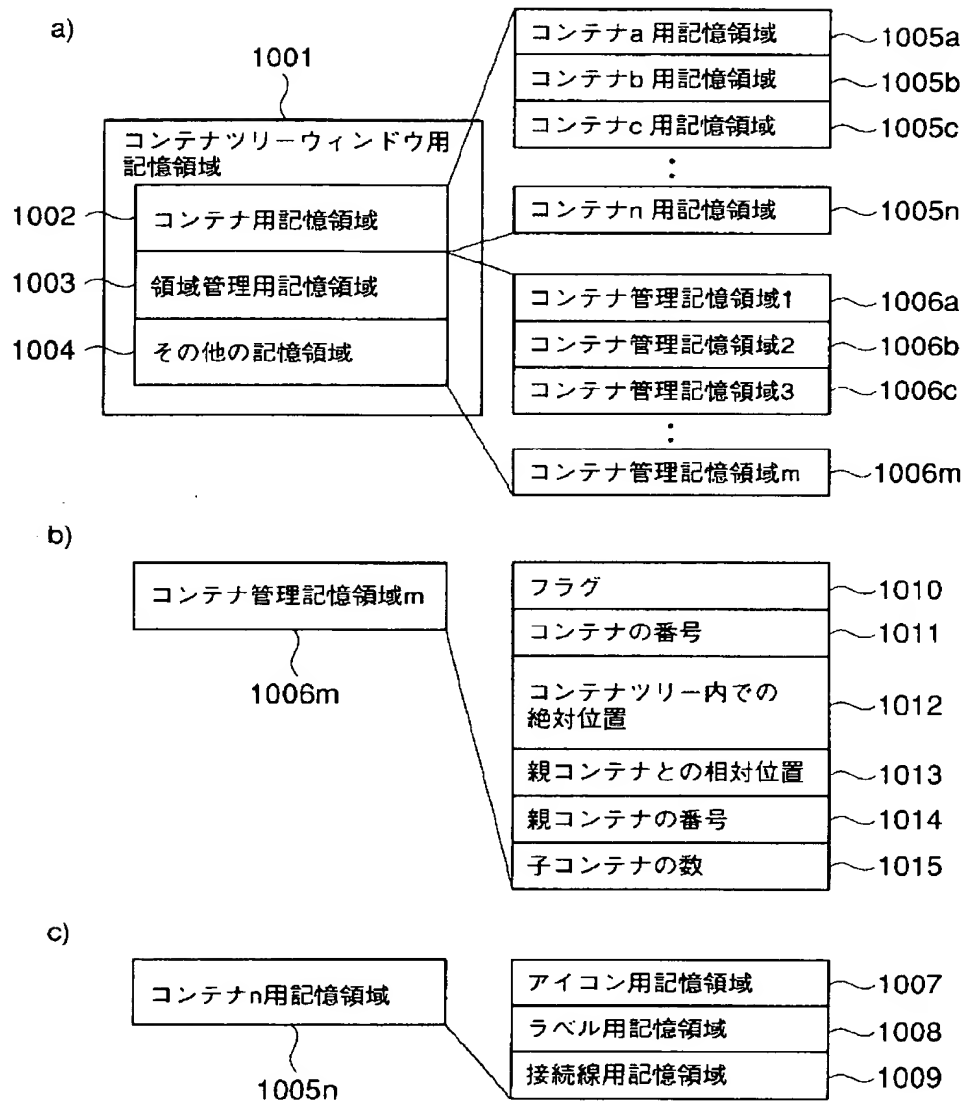 a)
1001
コンテナツリーウィンドウ用
記憶領域
1002
コンテナ用記憶領域
1003
領域管理用記憶領域
1004
その他の記憶領域
コンテナa 用記憶領域
1005a
コンテナb 用記憶領域
1005b
コンテナc 用記憶領域
1005c
コンテナn 用記憶領域
1005n
コンテナ管理記憶領域1
1006a
コンテナ管理記憶領域2
1006b
コンテナ管理記憶領域3
1006c
コンテナ管理記憶領域m
1006m
b)
コンテナ管理記憶領域m
1006m
フラグ
1010
コンテナの番号
1011
コンテナツリー内での
絶対位置
1012
親コンテナとの相対位置
1013
親コンテナの番号
1014
子コンテナの数
1015
c)
コンテナn用記憶領域
1005n
アイコン用記憶領域
1007
ラベル用記憶領域
1008
接続線用記憶領域
1009